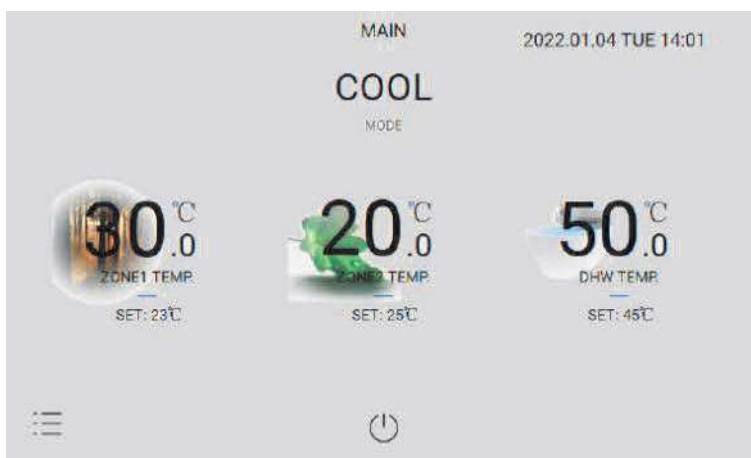 MAIN
2022.01.04 TUE 14:01
COOL
MODE
30.0℃
20.0℃
50.0℃
ZONE1 TEMP.
ZONE2 TEMP.
DHW TEMP.
SET: 23℃
SET: 25℃
SET: 45℃